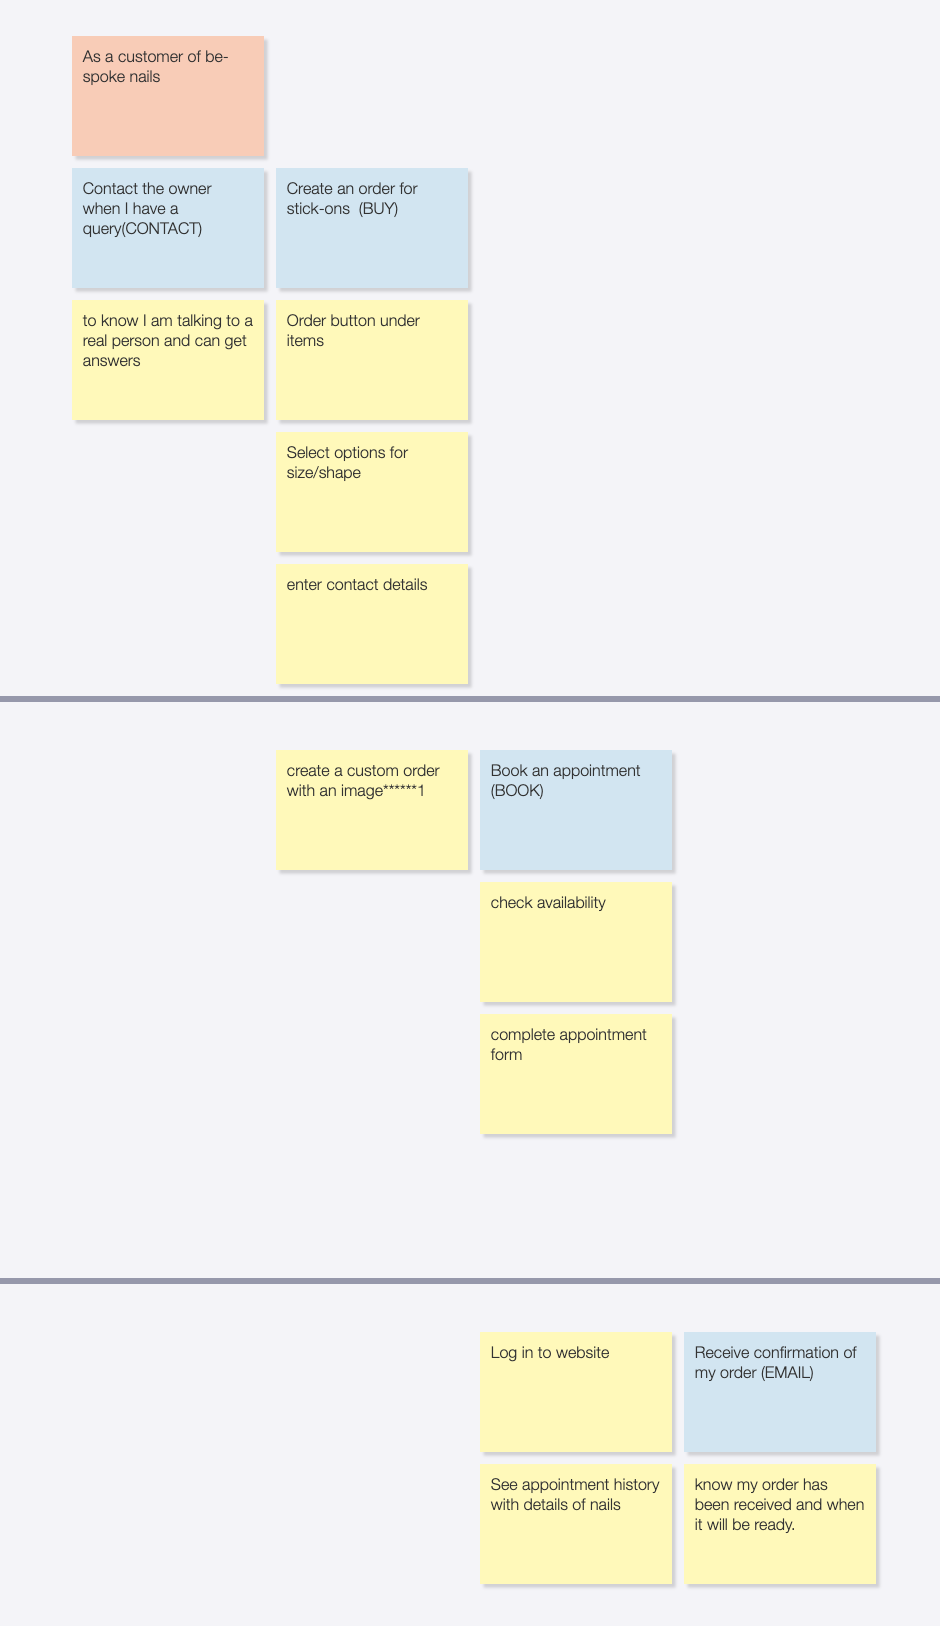 As a customer of be-
spoke nails
Contact the owner
when I have a
query(CONTACT)
Create an order for
stick-ons  (BUY)
to know I am talking to a
real person and can get
answers
Order button under
items
Select options for
size/shape
enter contact details
create a custom order
with an image******1
Book an appointment
(BOOK)
check availability
complete appointment
form
Log in to website
Receive confirmation of
my order (EMAIL)
See appointment history
with details of nails
know my order has
been received and when
it will be ready.